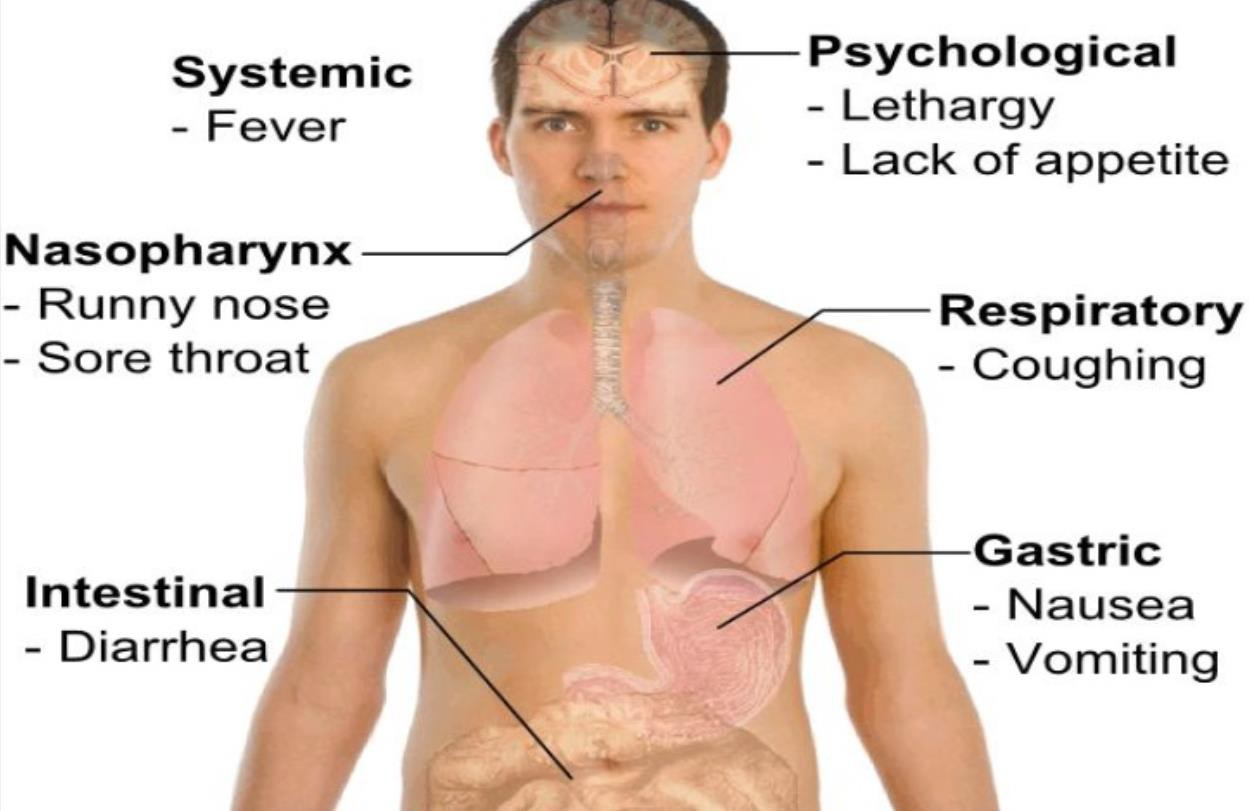 Systemic
- Fever
Psychological
- Lethargy
- Lack of appetite
Nasopharynx
- Runny nose
- Sore throat
Respiratory
- Coughing
Gastric
- Nausea
- Vomiting
Intestinal
- Diarrhea